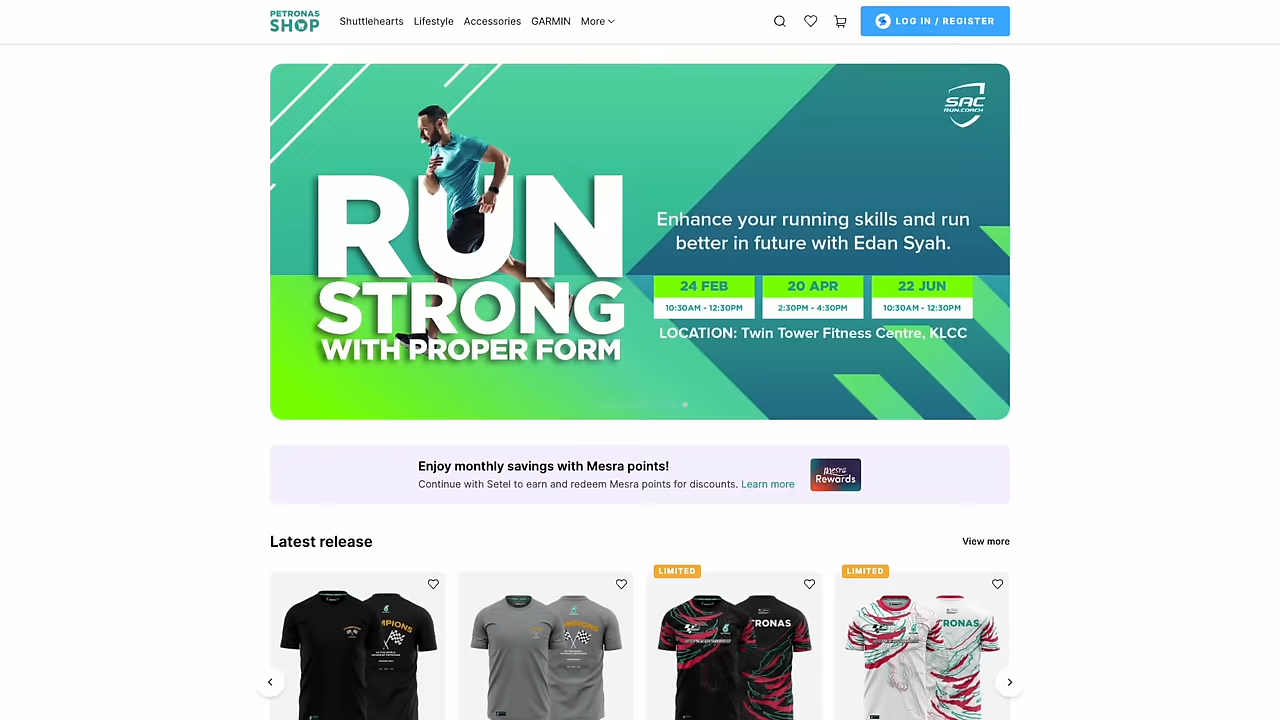 PETRONAS
SHOP
Shuttlehearts
Lifestyle
Accessories
GARMIN
More
LOG IN / REGISTER
SAC
RUN.COACH
RUN
STRONG
WITH PROPER FORM
Enhance your running skills and run
better in future with Edan Syah.
24 FEB
20 APR
22 JUN
10:30AM - 12:30PM
2:30PM - 4:30PM
10:30AM - 12:30PM
LOCATION: Twin Tower Fitness Centre, KLCC
Enjoy monthly savings with Mesra points!
Continue with Setel to earn and redeem Mesra points for discounts. Learn more
mesra
Rewards
Latest release
View more
LIMITED
LIMITED